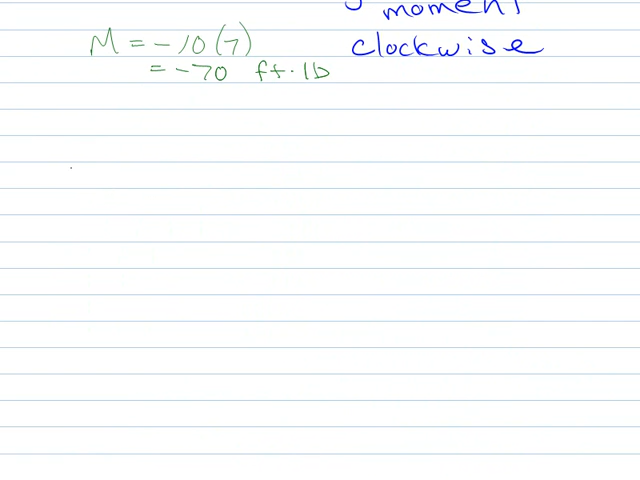 moment
M = -10(7)
clockwise
= -70 ft·lb